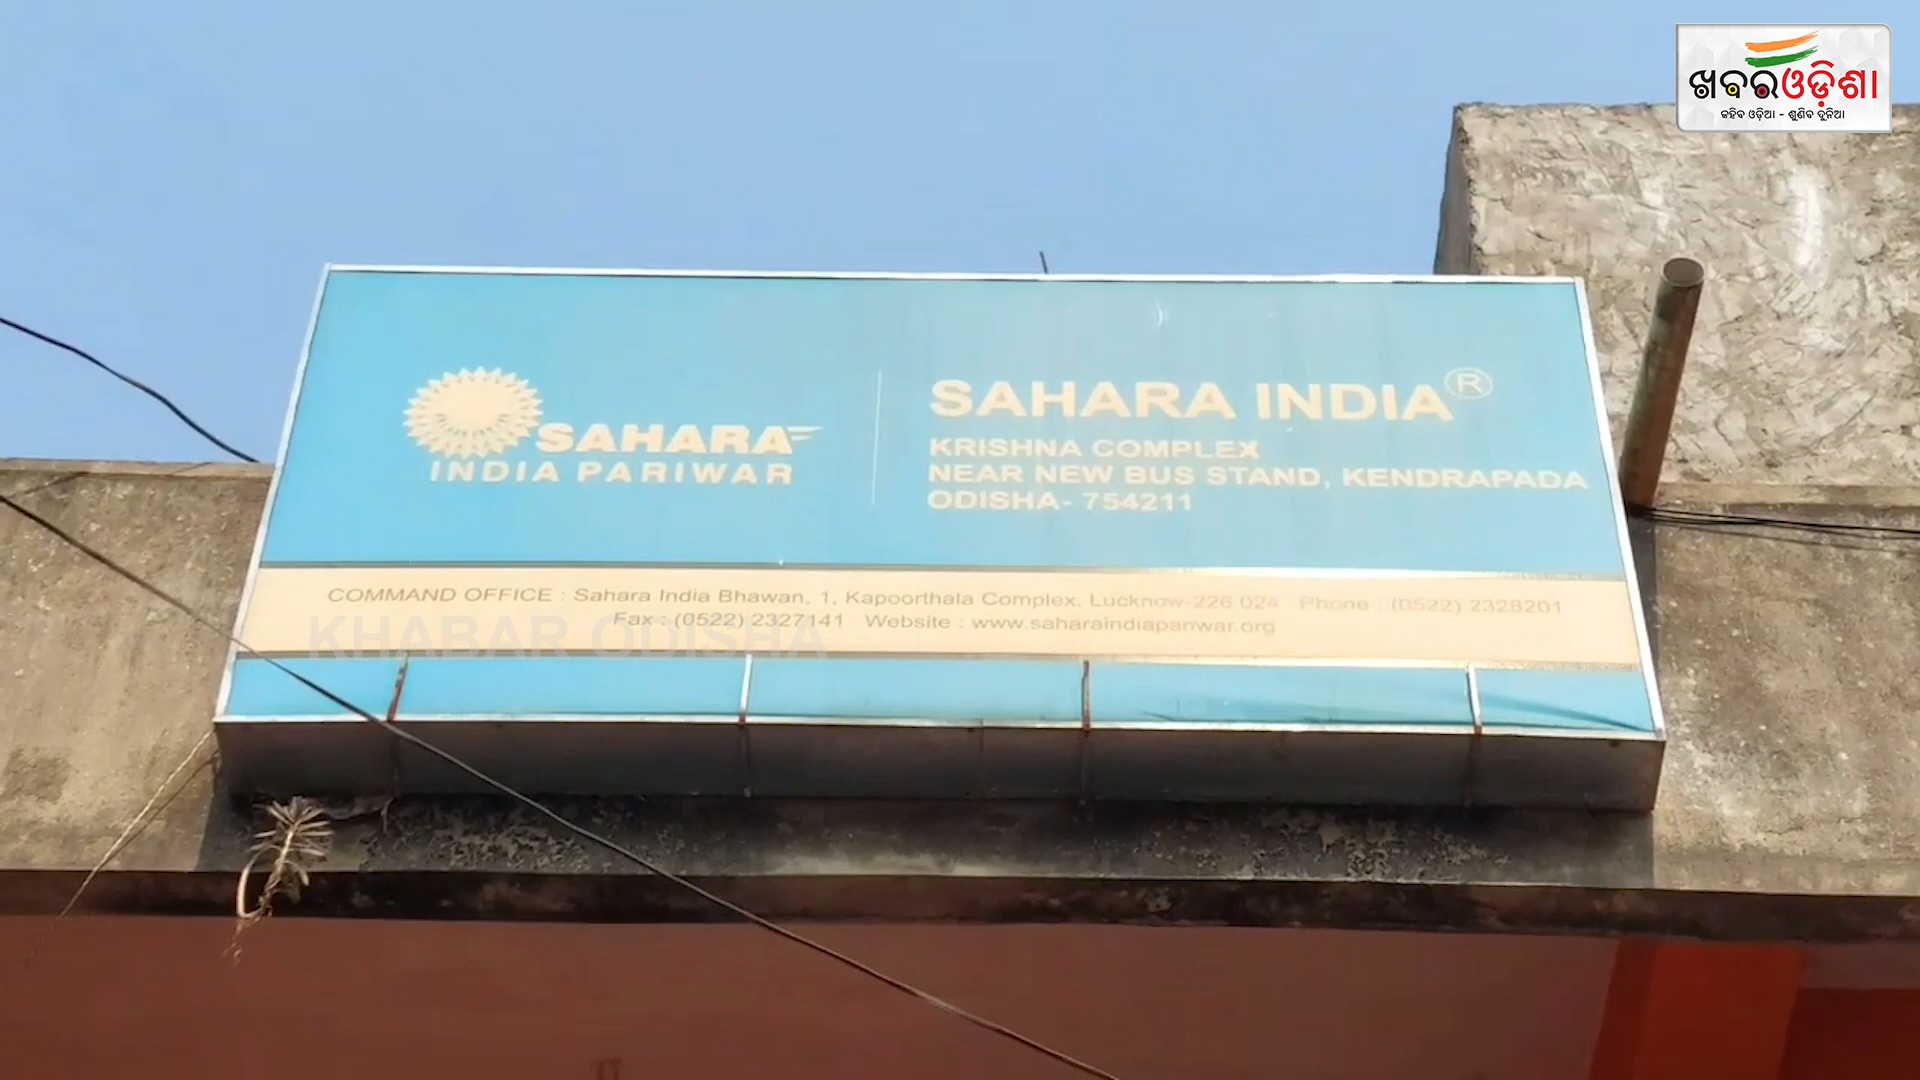 ଖବରଓଡ଼ିଶା
କହିବ ଓଡ଼ିଆ - ଶୁଣିବ ଦୁନିଆ
SAHARA
INDIA PARIWAR
SAHARA INDIA®
KRISHNA COMPLEX
NEAR NEW BUS STAND, KENDRAPADA
ODISHA- 754211
COMMAND OFFICE : Sahara India Bhawan, 1, Kapoorthala Complex, Lucknow-226 024 Phone : (0522) 2328201
Fax : (0522) 2327141 Website : www.saharaindiapariwar.org
KHABAR ODISHA